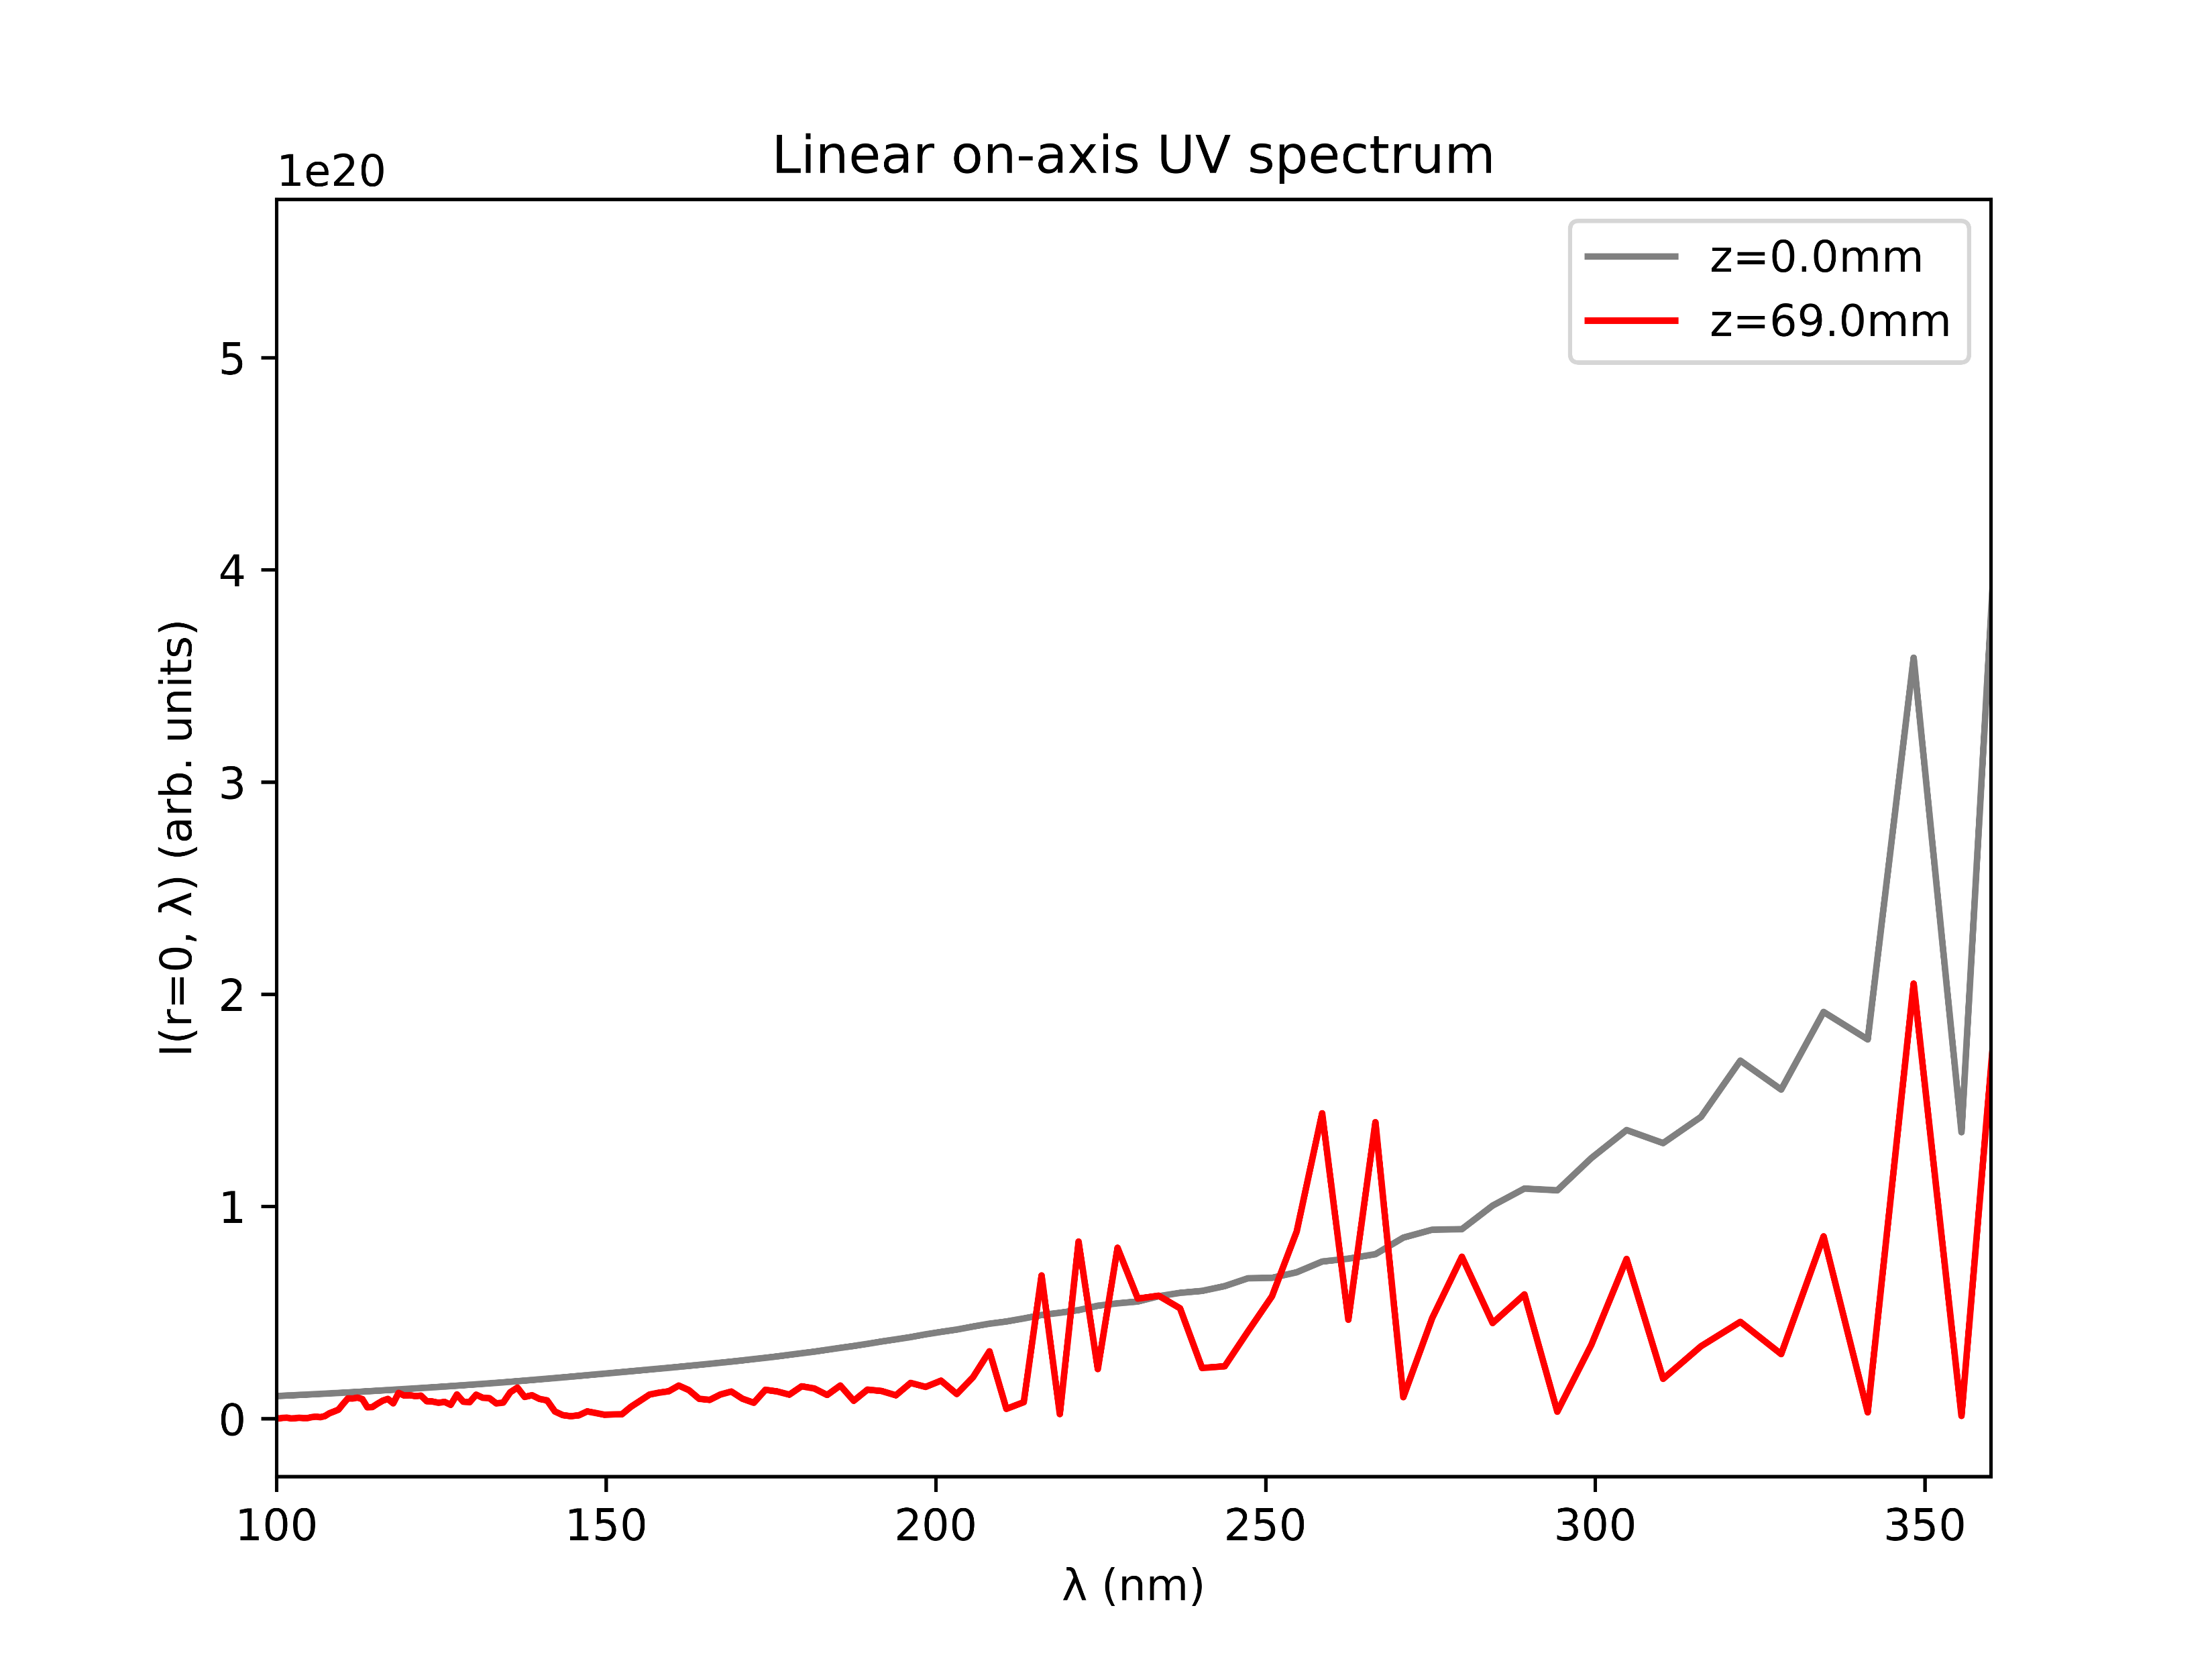 Linear on-axis UV spectrum
1e20
z=0.0mm
z=69.0mm
5
4
3
2
1
0
I(r=0, λ) (arb. units)
100 150 200 250 300 350
λ (nm)